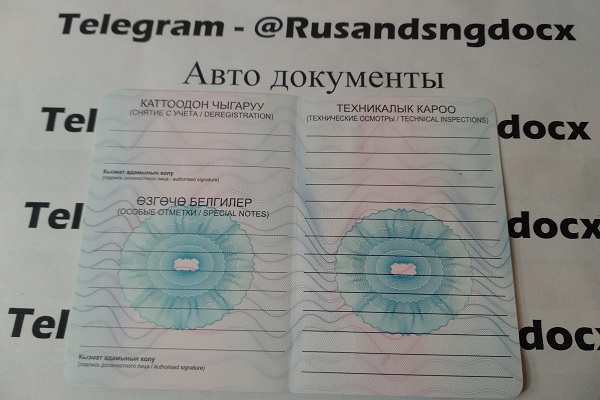 Telegram - @Rusandsngdocx
Авто документы
Tel docx
КАТТООДОН ЧЫГАРУУ
(СНЯТИЕ С УЧЕТА / DEREGISTRATION)
Кызмат адамынын колу
(подпись должностного лица / authorised signature)
ӨЗГӨЧӨ БЕЛГИЛЕР
(ОСОБЫЕ ОТМЕТКИ / SPECIAL NOTES)
Кызмат адамынын колу
(подпись должностного лица / authorised signature)
ТЕХНИКАЛЫК КАРОО
(ТЕХНИЧЕСКИЕ ОСМОТРЫ / TECHNICAL INSPECTIONS)
Tel docx
Tel docx